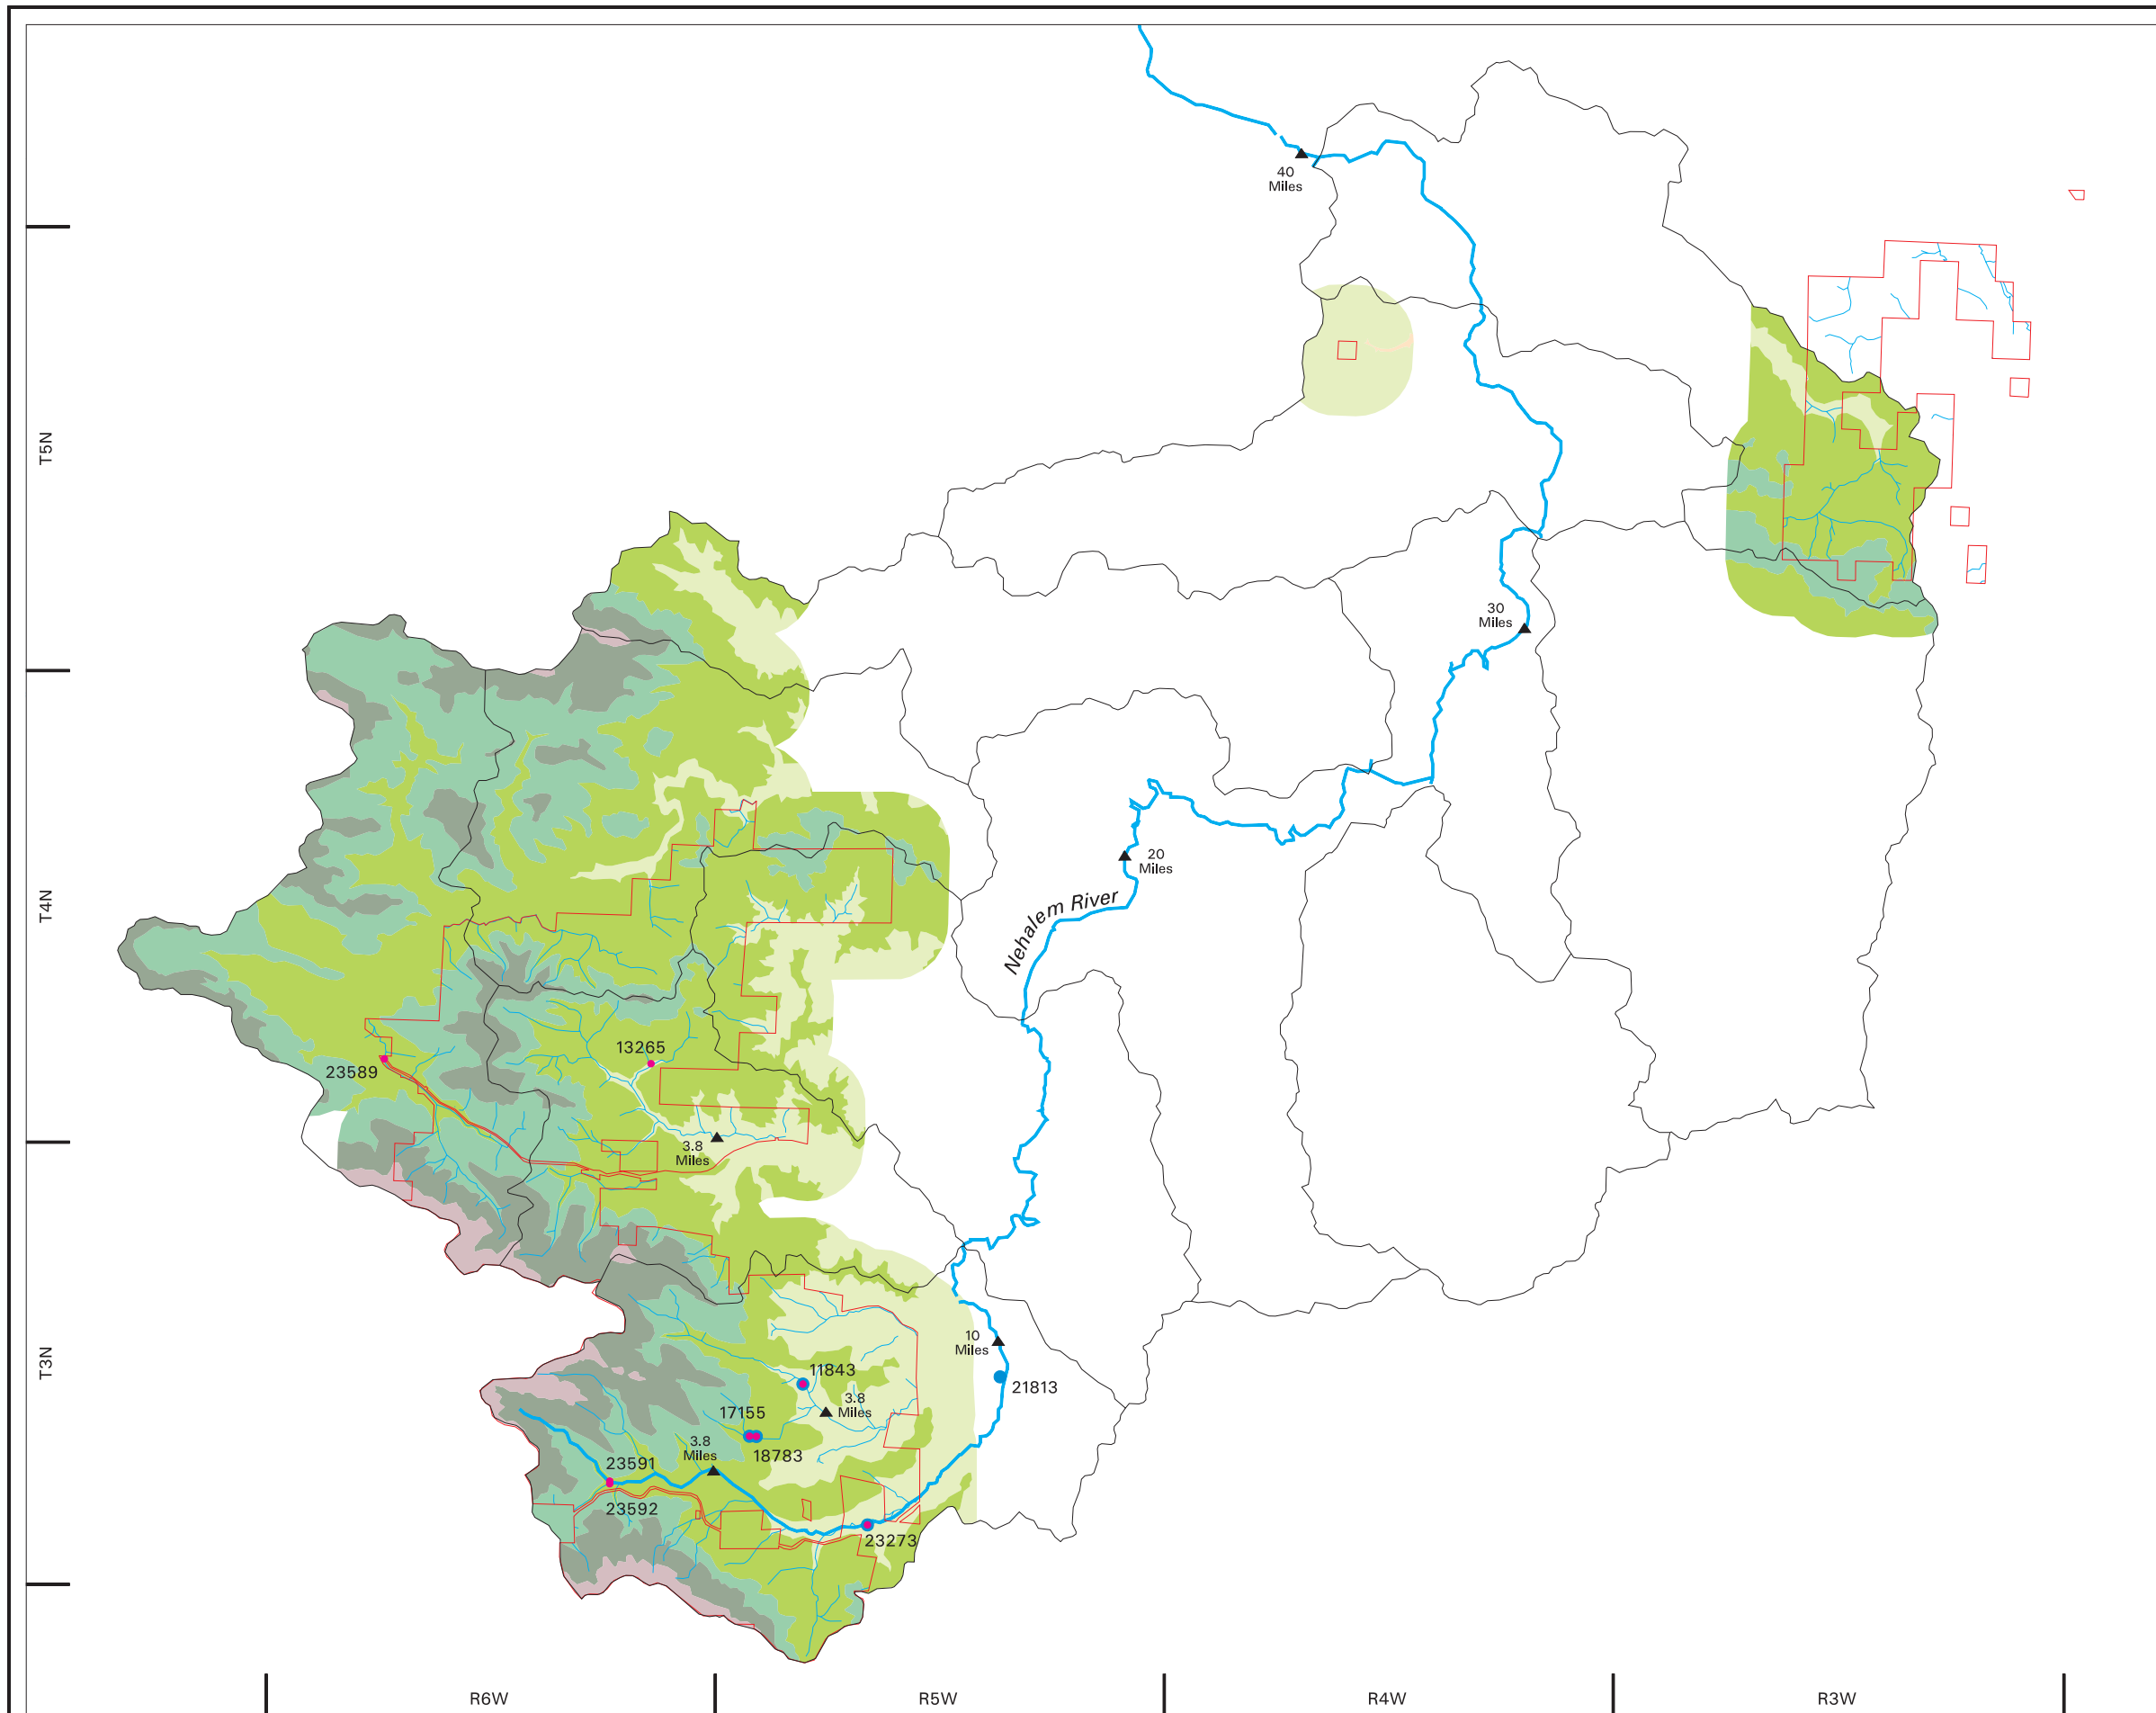 40
Miles
T5N
30
Miles
20
Miles
T4N
Nehalem River
13265
23589
3.8
Miles
10
Miles
T3N
11843
21813
3.8
Miles
17155
3.8
Miles
18783
23591
23592
23273
R6W
R5W
R4W
R3W